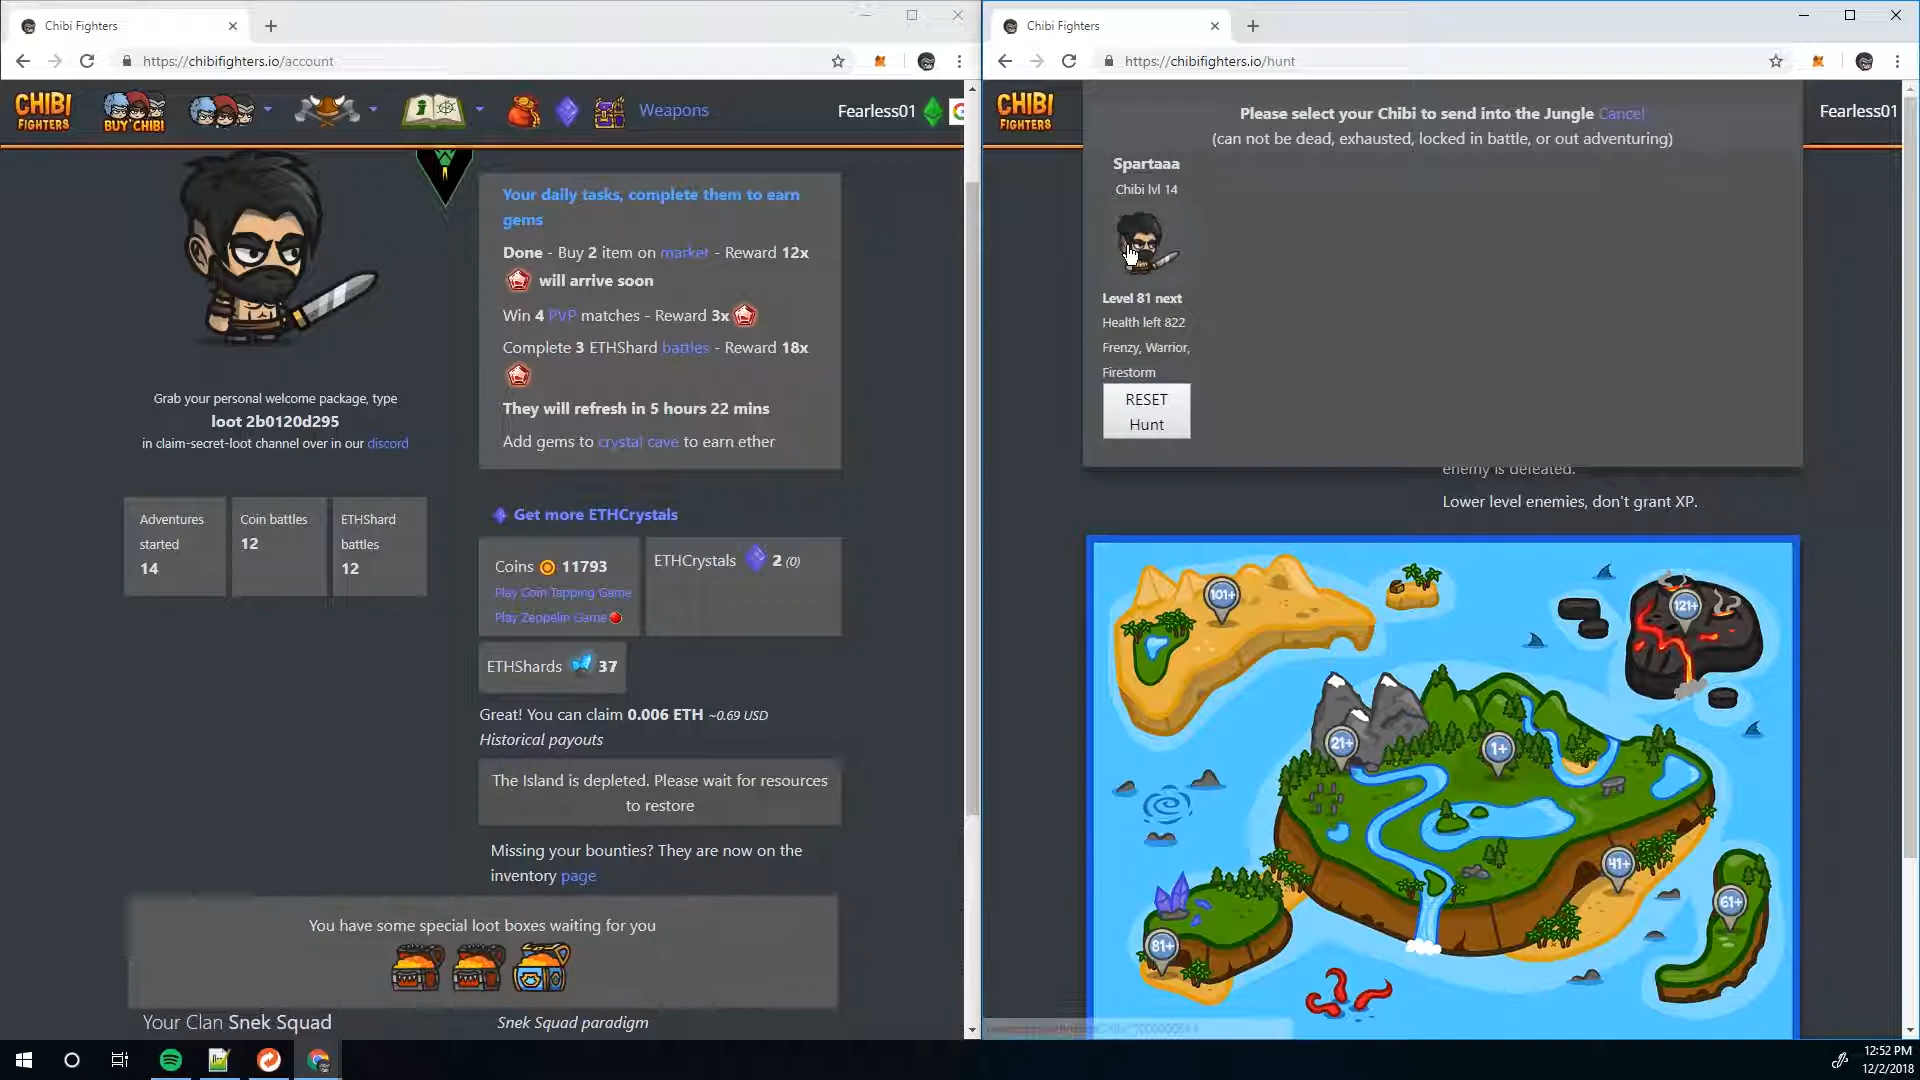 Chibi Fighters
https://chibifighters.io/account
CHIBI
FIGHTERS
BUY CHIBI
Weapons
Fearless01
Your daily tasks, complete them to earn
gems
Done - Buy 2 item on market - Reward 12x
will arrive soon
Win 4 PVP matches - Reward 3x
Complete 3 ETHShard battles - Reward 18x
They will refresh in 5 hours 22 mins
Add gems to crystal cave to earn ether
Grab your personal welcome package, type
loot 2b0120d295
in claim-secret-loot channel over in our discord
Adventures
started
14
Coin battles
12
ETHShard
battles
12
Get more ETHCrystals
Coins 11793
Play Coin Tapping Game
Play Zeppelin Game
ETHCrystals 2 (0)
ETHShards 37
Great! You can claim 0.006 ETH ~0.69 USD
Historical payouts
The Island is depleted. Please wait for resources
to restore
Missing your bounties? They are now on the
inventory page
You have some special loot boxes waiting for you
Your Clan Snek Squad
Snek Squad paradigm
Chibi Fighters
https://chibifighters.io/hunt
CHIBI
FIGHTERS
Fearless01
Please select your Chibi to send into the Jungle Cancel
(can not be dead, exhausted, locked in battle, or out adventuring)
Spartaaa
Chibi lvl 14
Level 81 next
Health left 822
Frenzy, Warrior,
Firestorm
RESET
Hunt
enemy is defeated.
Lower level enemies, don't grant XP.
101+
121+
21+
1+
41+
61+
81+
12:52 PM
12/2/2018